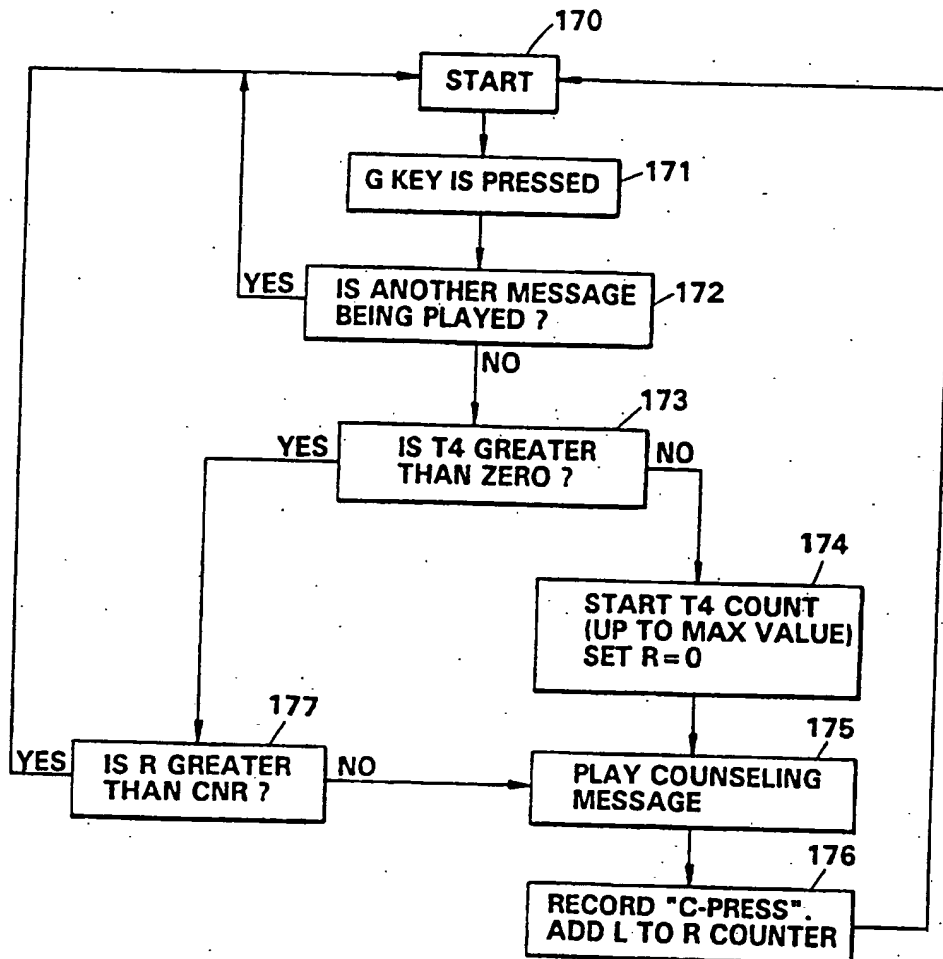 170
START
G KEY IS PRESSED
171
YES
IS ANOTHER MESSAGE
BEING PLAYED ?
172
NO
173
YES
IS T4 GREATER
THAN ZERO ?
NO
174
START T4 COUNT
(UP TO MAX VALUE)
SET R=0
177
175
YES
IS R GREATER
THAN CNR ?
NO
PLAY COUNSELING
MESSAGE
176
RECORD "C-PRESS".
ADD L TO R COUNTER